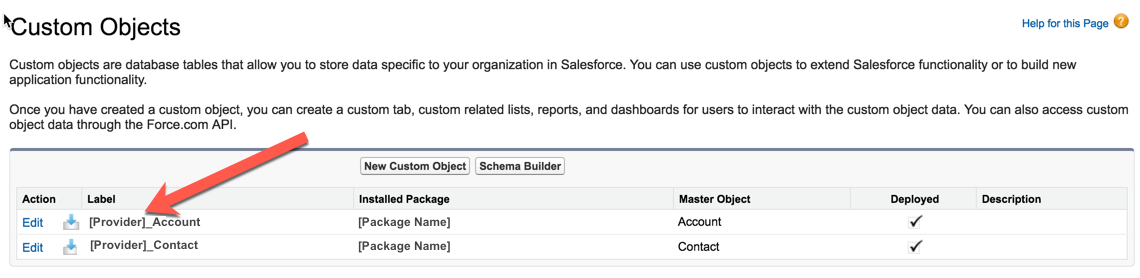 Custom Objects
Help for this Page ?
Custom objects are database tables that allow you to store data specific to your organization in Salesforce. You can use custom objects to extend Salesforce functionality or to build new
application functionality.
Once you have created a custom object, you can create a custom tab, custom related lists, reports, and dashboards for users to interact with the custom object data. You can also access custom
object data through the Force.com API.
New Custom Object Schema Builder
Action Label Installed Package Master Object Deployed Description
Edit [Provider]_Account [Package Name] Account
Edit [Provider]_Contact [Package Name] Contact